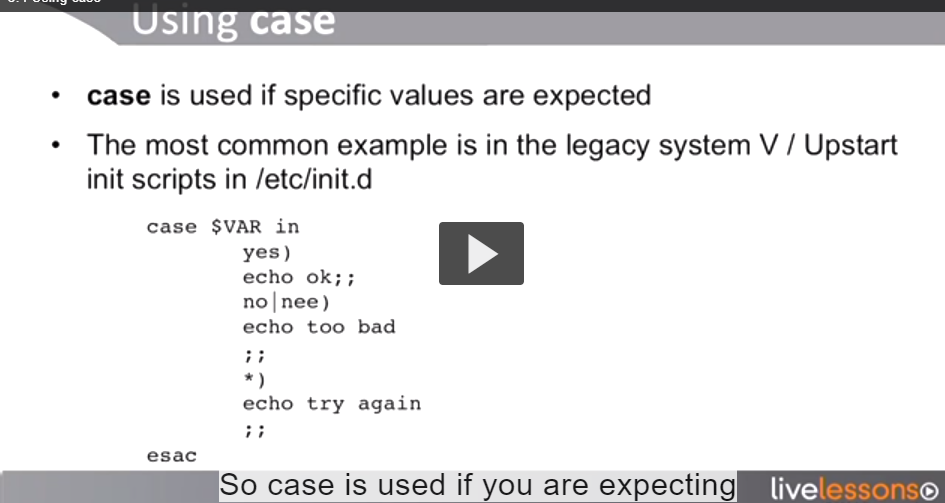 Using case
• case is used if specific values are expected
• The most common example is in the legacy system V / Upstart
init scripts in /etc/init.d
case $VAR in
yes)
echo ok;;
no|nee)
echo too bad
;;
*)
echo try again
;;
esac
So case is used if you are expecting
livelessons